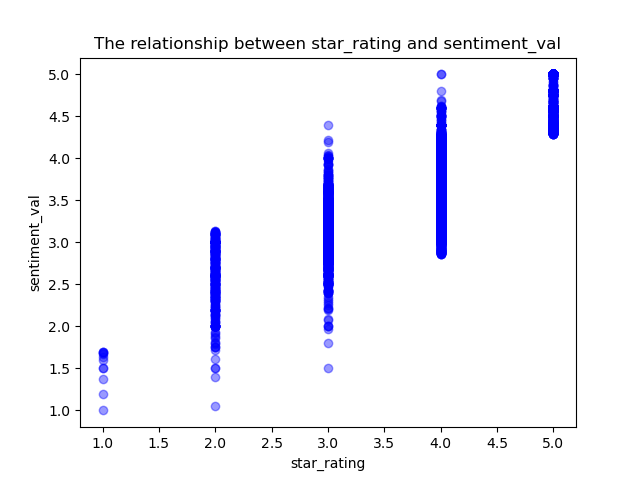 The relationship between star_rating and sentiment_val
sentiment_val
5.0
4.5
4.0
3.5
3.0
2.5
2.0
1.5
1.0
1.0 1.5 2.0 2.5 3.0 3.5 4.0 4.5 5.0
star_rating